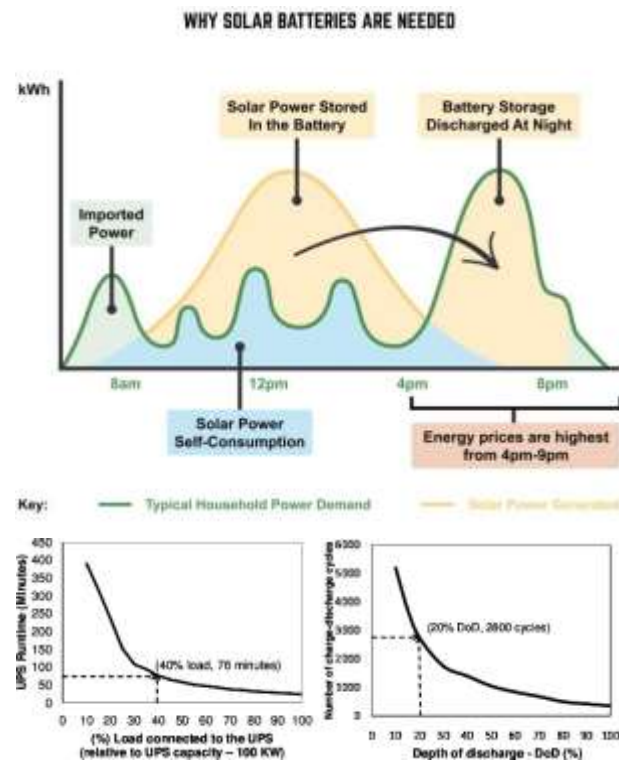 WHY SOLAR BATTERIES ARE NEEDED
kWh
Solar Power Stored
In the Battery
Battery Storage
Discharged At Night
Imported
Power
8am
12pm
4pm
8pm
Solar Power
Self-Consumption
Energy prices are highest
from 4pm-9pm
Key:
Typical Household Power Demand
Solar Power Generated
UPS Runtime (Minutes)
450
400
350
300
250
200
150
100
50
0
(40% load, 76 minutes)
0 10 20 30 40 50 60 70 80 90 100
(%) Load connected to the UPS
(relative to UPS capacity – 100 KW)
Number of charge-discharge cycles
6000
5000
4000
3000
2000
1000
0
(20% DoD, 2800 cycles)
0 10 20 30 40 50 60 70 80 90 100
Depth of discharge - DoD (%)